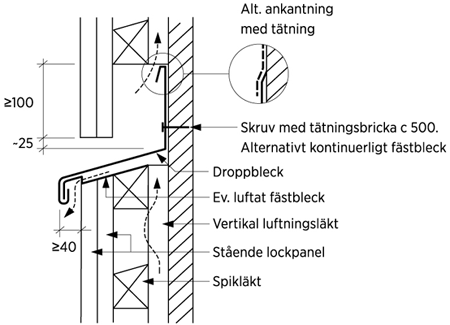 Alt. ankantning
med tätning
≥100
~25
≥40
Skruv med tätningsbricka c 500.
Alternativt kontinuerligt fästbleck
Droppbleck
Ev. luftat fästbleck
Vertikal luftningsläkt
Stående lockpanel
Spikläkt